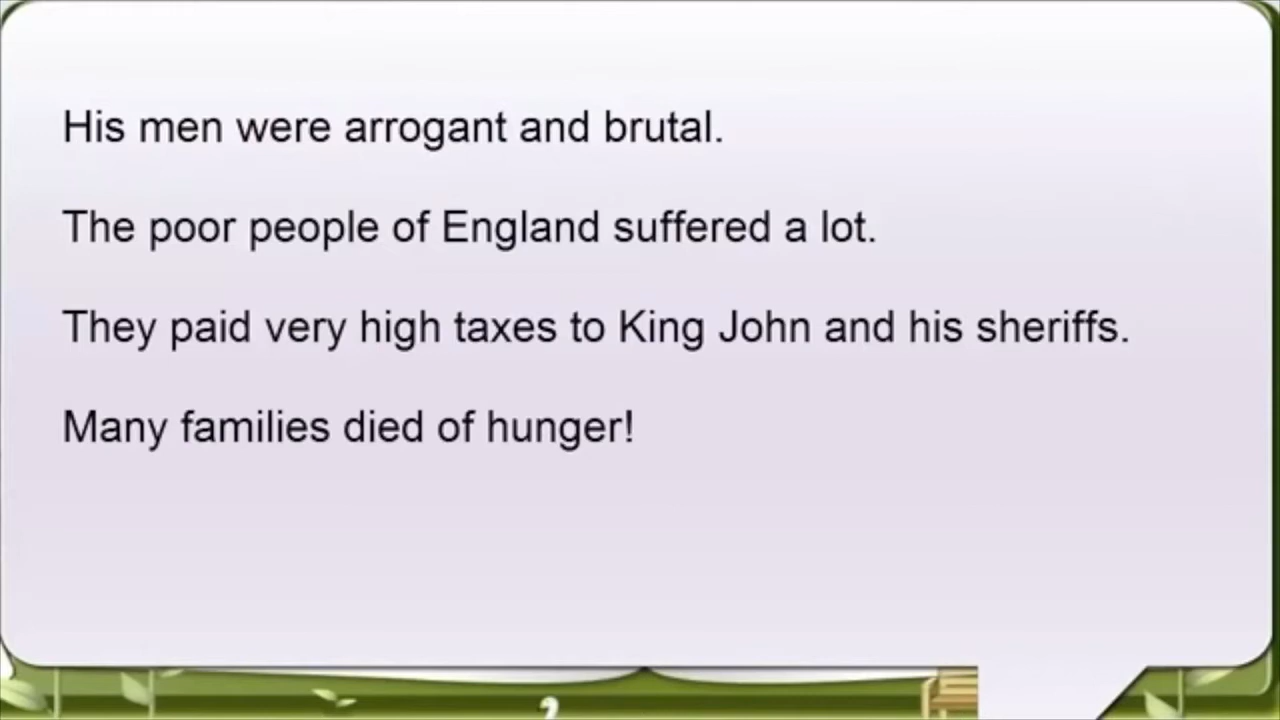 His men were arrogant and brutal.
The poor people of England suffered a lot.
They paid very high taxes to King John and his sheriffs.
Many families died of hunger!